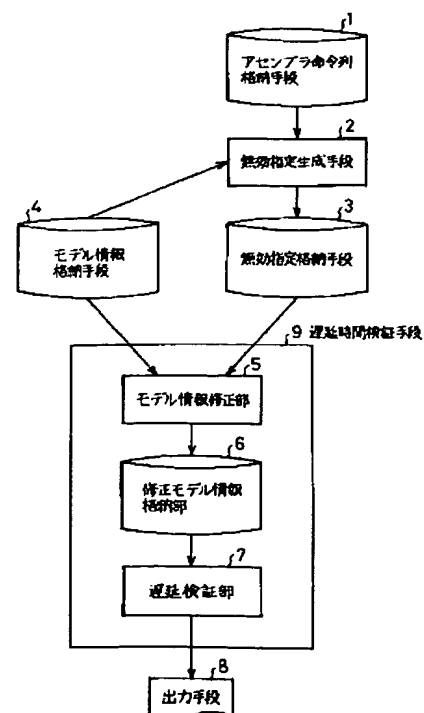 1
アセンブラ命令列
格納手段
2
無効指定生成手段
4
モデル情報
格納手段
3
無効指定格納手段
9 遅延時間検証手段
5
モデル情報修正部
6
修正モデル情報
格納部
7
遅延検証部
8
出力手段